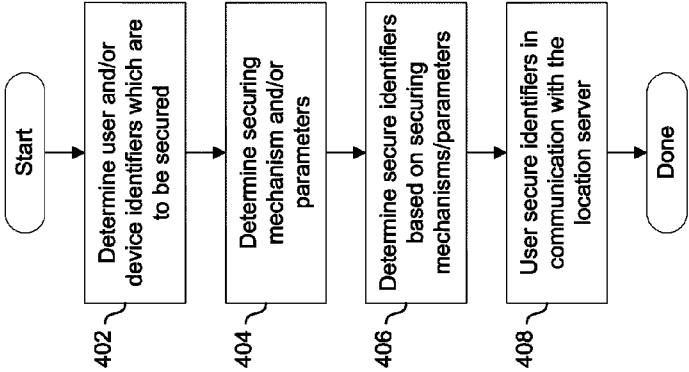 Start
402
Determine user and/or
device identifiers which are
to be secured
404
Determine securing
mechanism and/or
parameters
406
Determine secure identifiers
based on securing
mechanisms/parameters
408
User secure identifiers in
communication with the
location server
Done